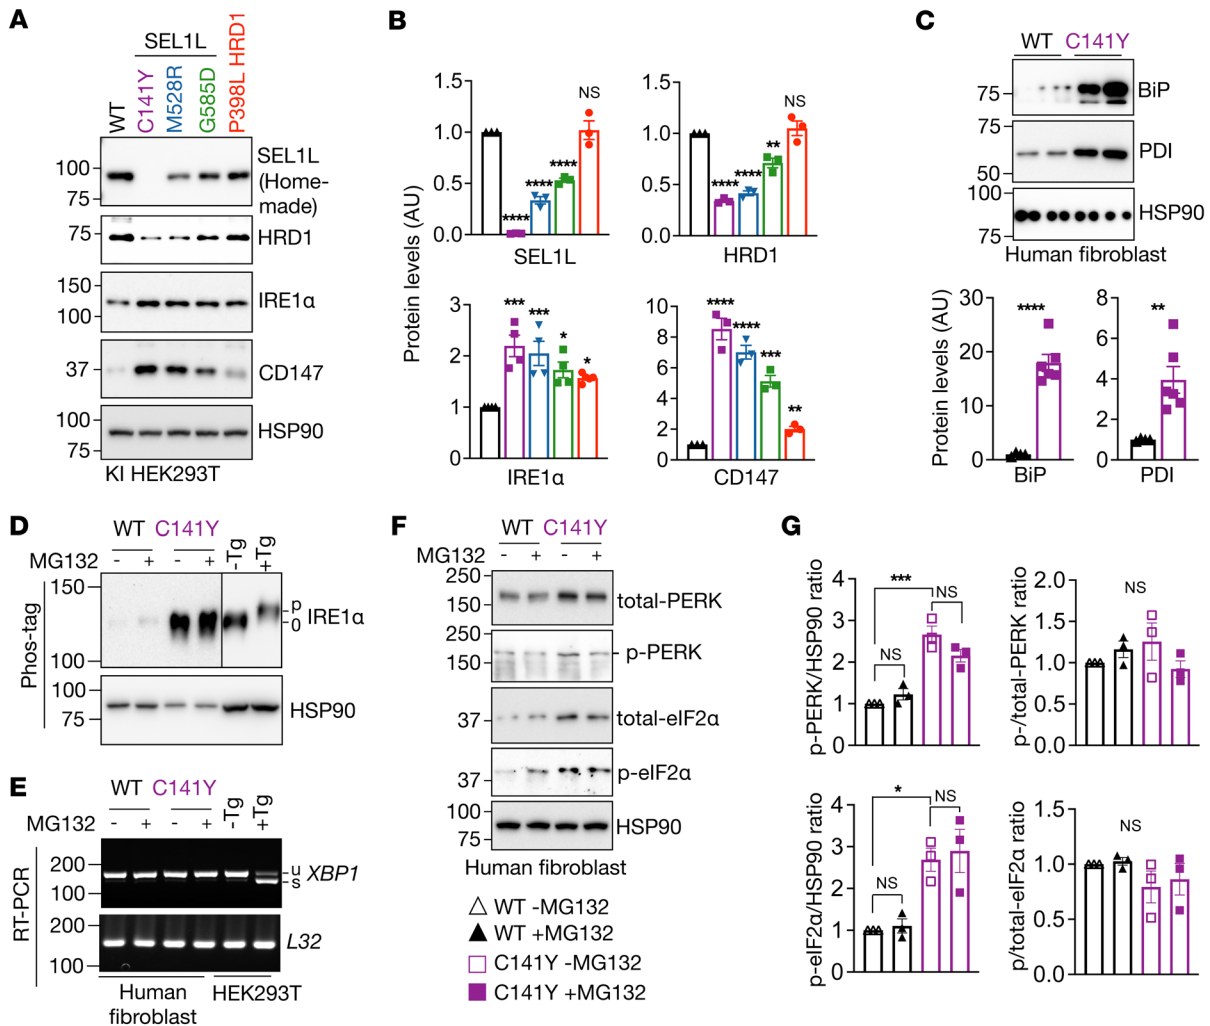 A
SEL1L
WT
C141Y
M528R
G585D
P398L HRD1
100
75
SEL1L
(Home-
made)
75
HRD1
150
100
IRE1α
37
CD147
100
75
HSP90
KI HEK293T
B
Protein levels (AU)
1.5
1.0
0.5
0.0
****
****
****
NS
SEL1L
1.5
1.0
0.5
0.0
****
****
**
NS
HRD1
3
2
1
0
***
***
*
*
IRE1α
10
8
6
4
2
0
****
****
***
**
CD147
C
WT C141Y
75
BiP
75
50
PDI
100
75
HSP90
Human fibroblast
Protein levels (AU)
30
20
10
0
****
BiP
8
6
4
2
0
**
PDI
D
WT C141Y
-Tg
+Tg
MG132 - + - +
Phos-tag
150
100
p
0
IRE1α
100
75
HSP90
E
WT C141Y
-Tg
+Tg
MG132 - + - +
RT-PCR
200
100
u
s
XBP1
200
100
L32
Human
fibroblast
HEK293T
F
WT C141Y
MG132 - + - +
250
150
total-PERK
250
150
p-PERK
37
total-eIF2α
37
p-eIF2α
100
75
HSP90
Human fibroblast
WT -MG132
WT +MG132
C141Y -MG132
C141Y +MG132
G
p-PERK/HSP90 ratio
4
3
2
1
0
***
NS
NS
p-/total-PERK ratio
2.0
1.5
1.0
0.5
0.0
NS
p-eIF2α/HSP90 ratio
4
3
2
1
0
*
NS
NS
p/total-eIF2α ratio
1.5
1.0
0.5
0.0
NS